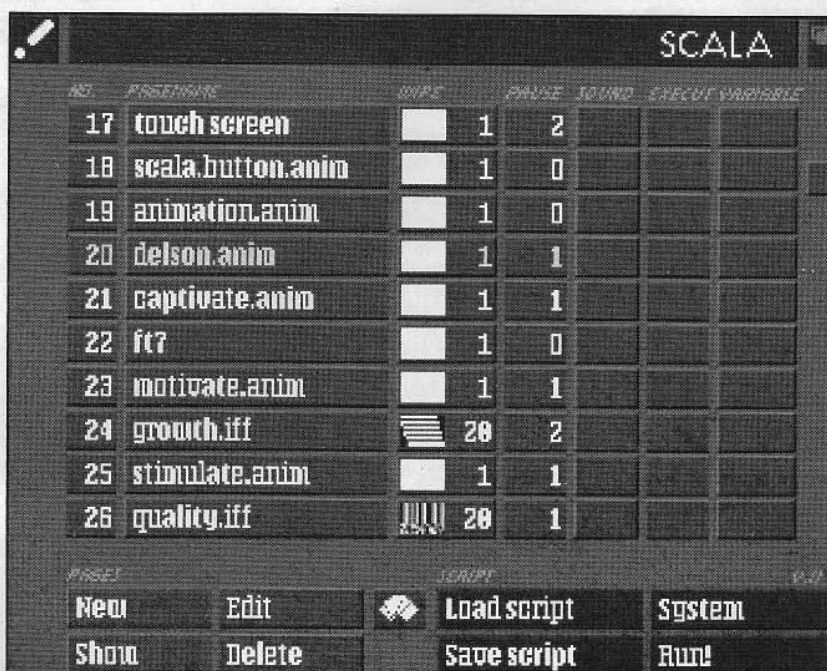 SCALA
NO. PAGENAME WIPE PAUSE SOUND EXECUT VARIABLE
17 touch screen 1 2
18 scala.button.anim 1 0
19 animation.anim 1 0
20 delson.anim 1 1
21 captivate.anim 1 1
22 ft7 1 0
23 motivate.anim 1 1
24 growth.iff 20 2
25 stimulate.anim 1 1
26 quality.iff 20 1
PAGES SCRIPT
New Edit Load script System
Show Delete Save script Run!